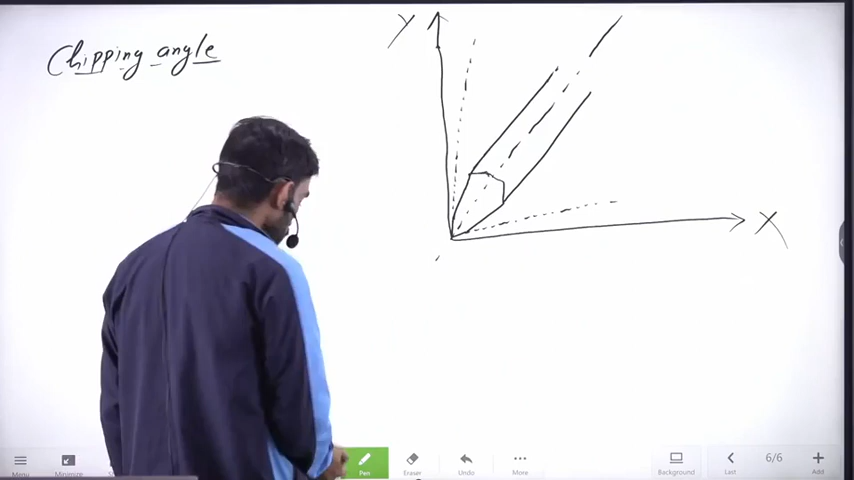 Chipping angle
Y
X
Menu
Minimize
Pen
Eraser
Undo
More
Background
Last
6/6
Add